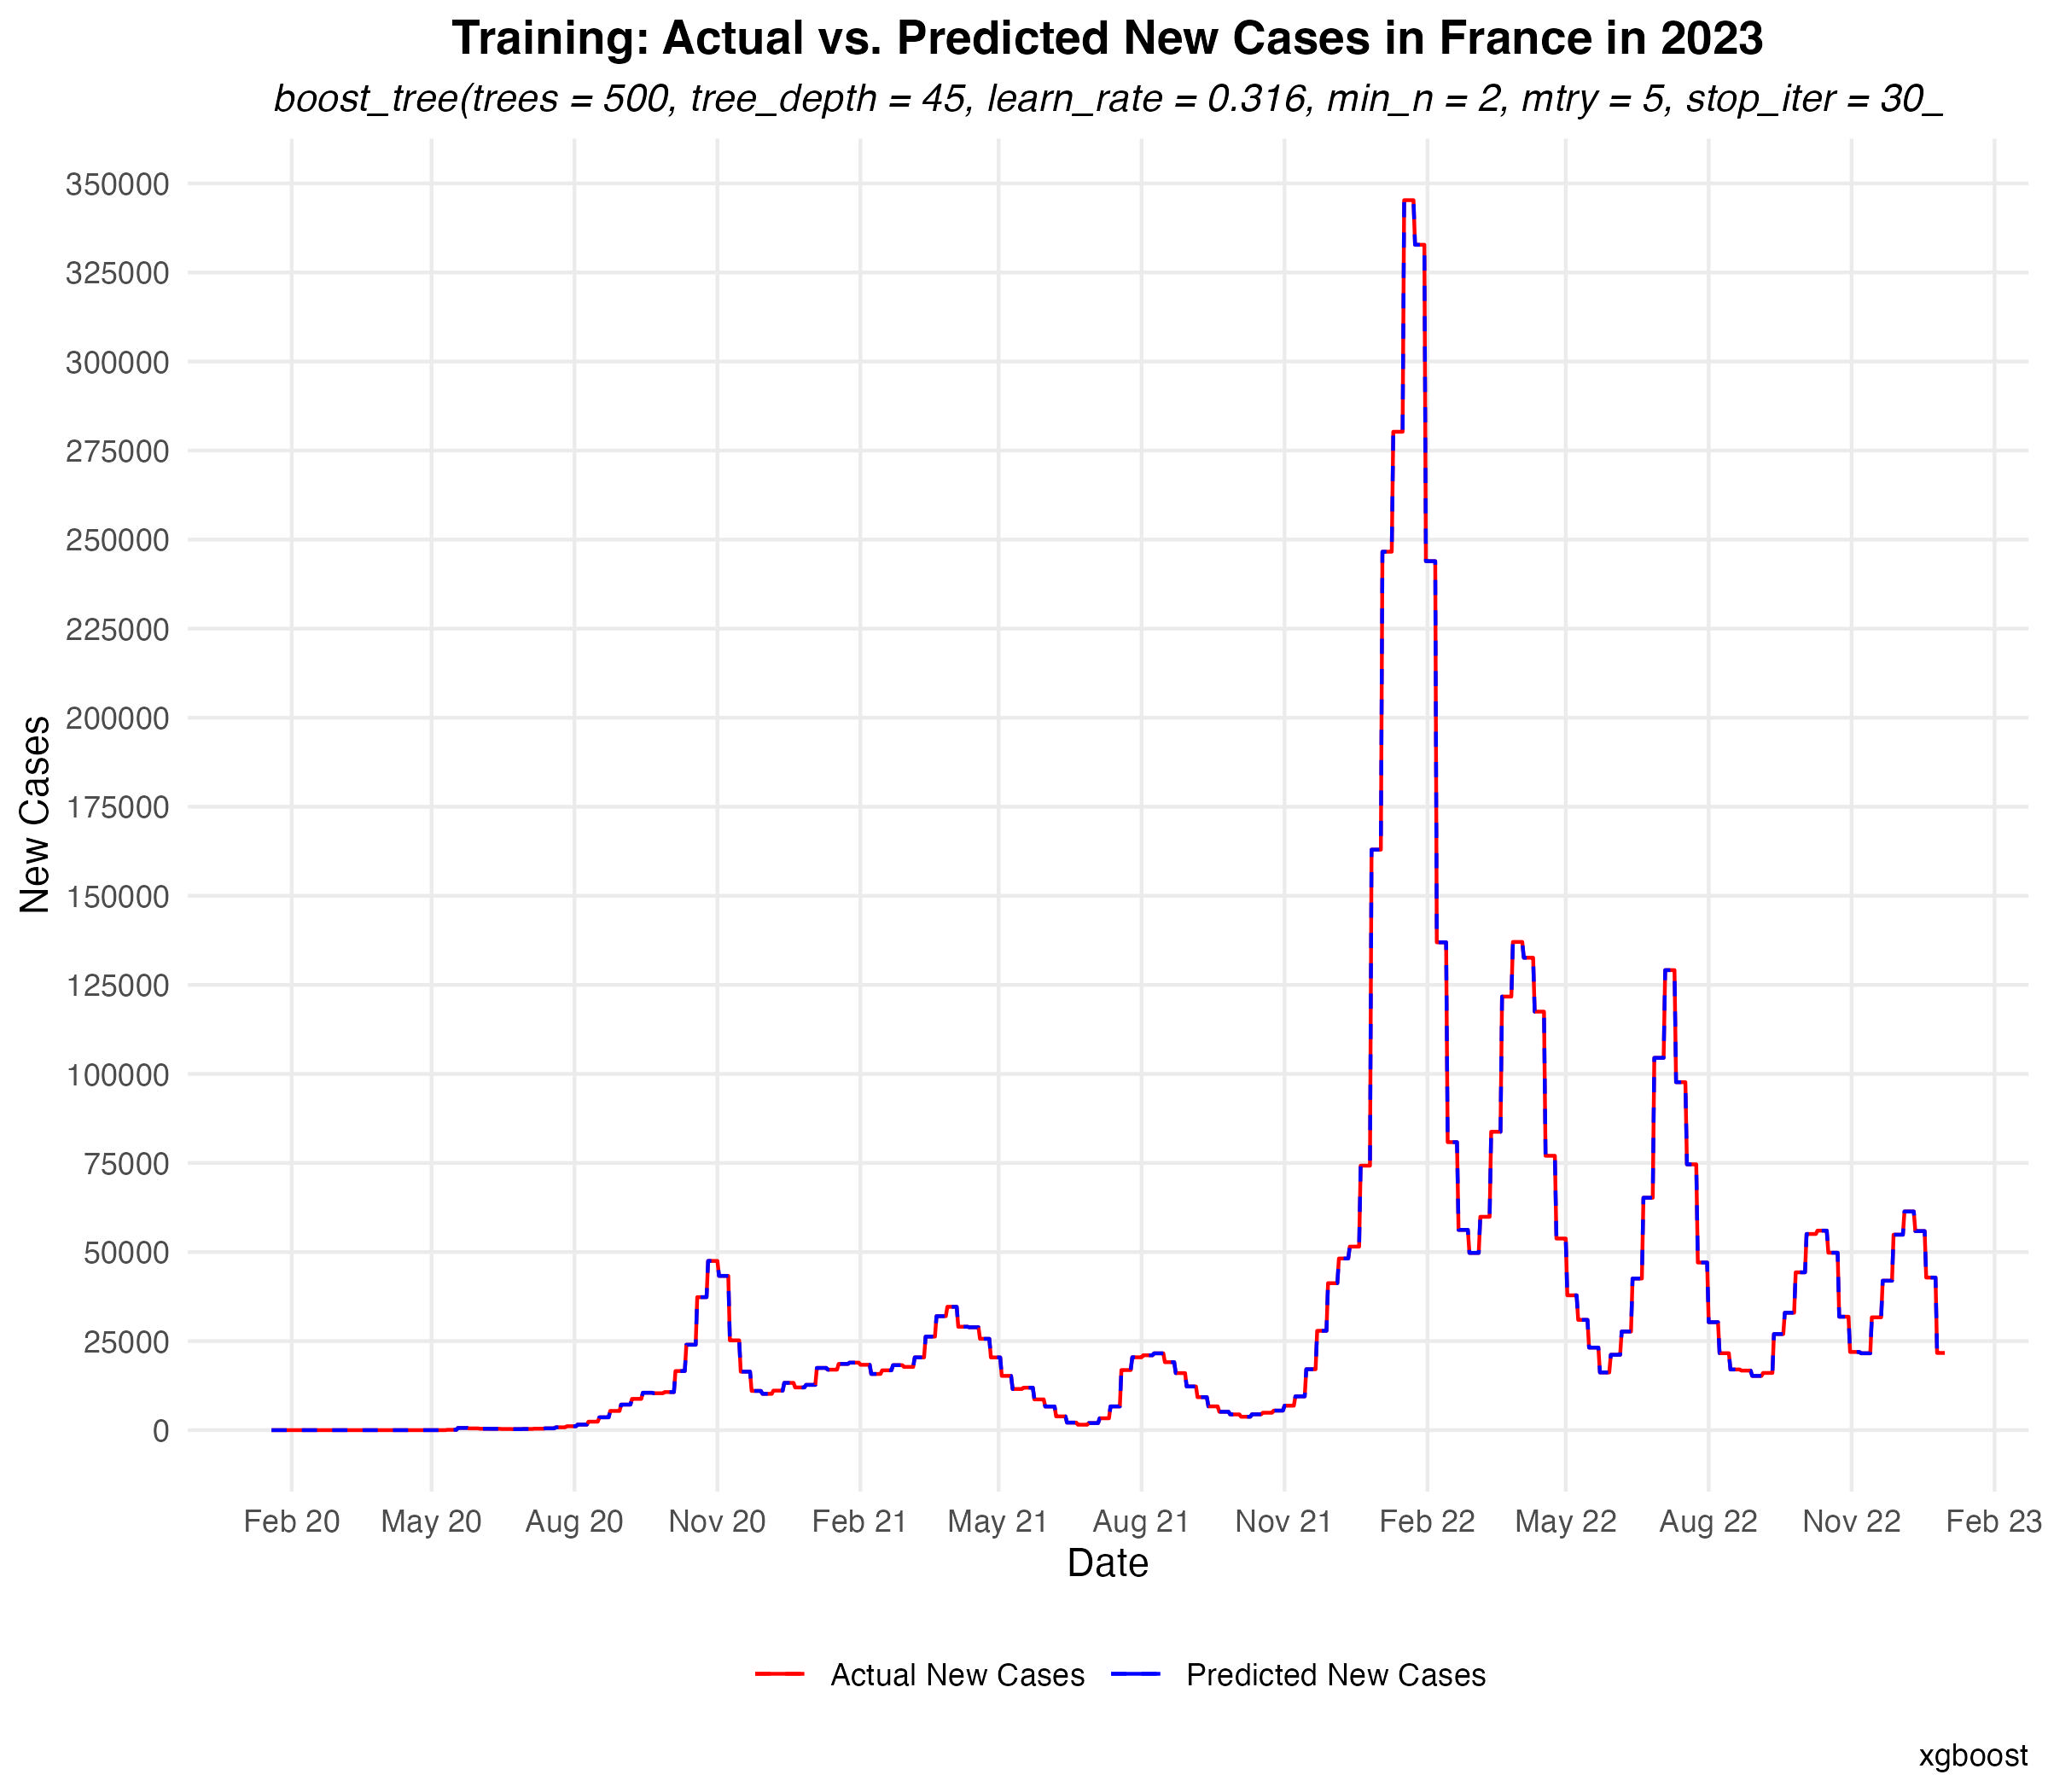 Training: Actual vs. Predicted New Cases in France in 2023
boost_tree(trees = 500, tree_depth = 45, learn_rate = 0.316, min_n = 2, mtry = 5, stop_iter = 30_
New Cases
350000
325000
300000
275000
250000
225000
200000
175000
150000
125000
100000
75000
50000
25000
0
Feb 20 May 20 Aug 20 Nov 20 Feb 21 May 21 Aug 21 Nov 21 Feb 22 May 22 Aug 22 Nov 22 Feb 23
Date
Actual New Cases Predicted New Cases
xgboost